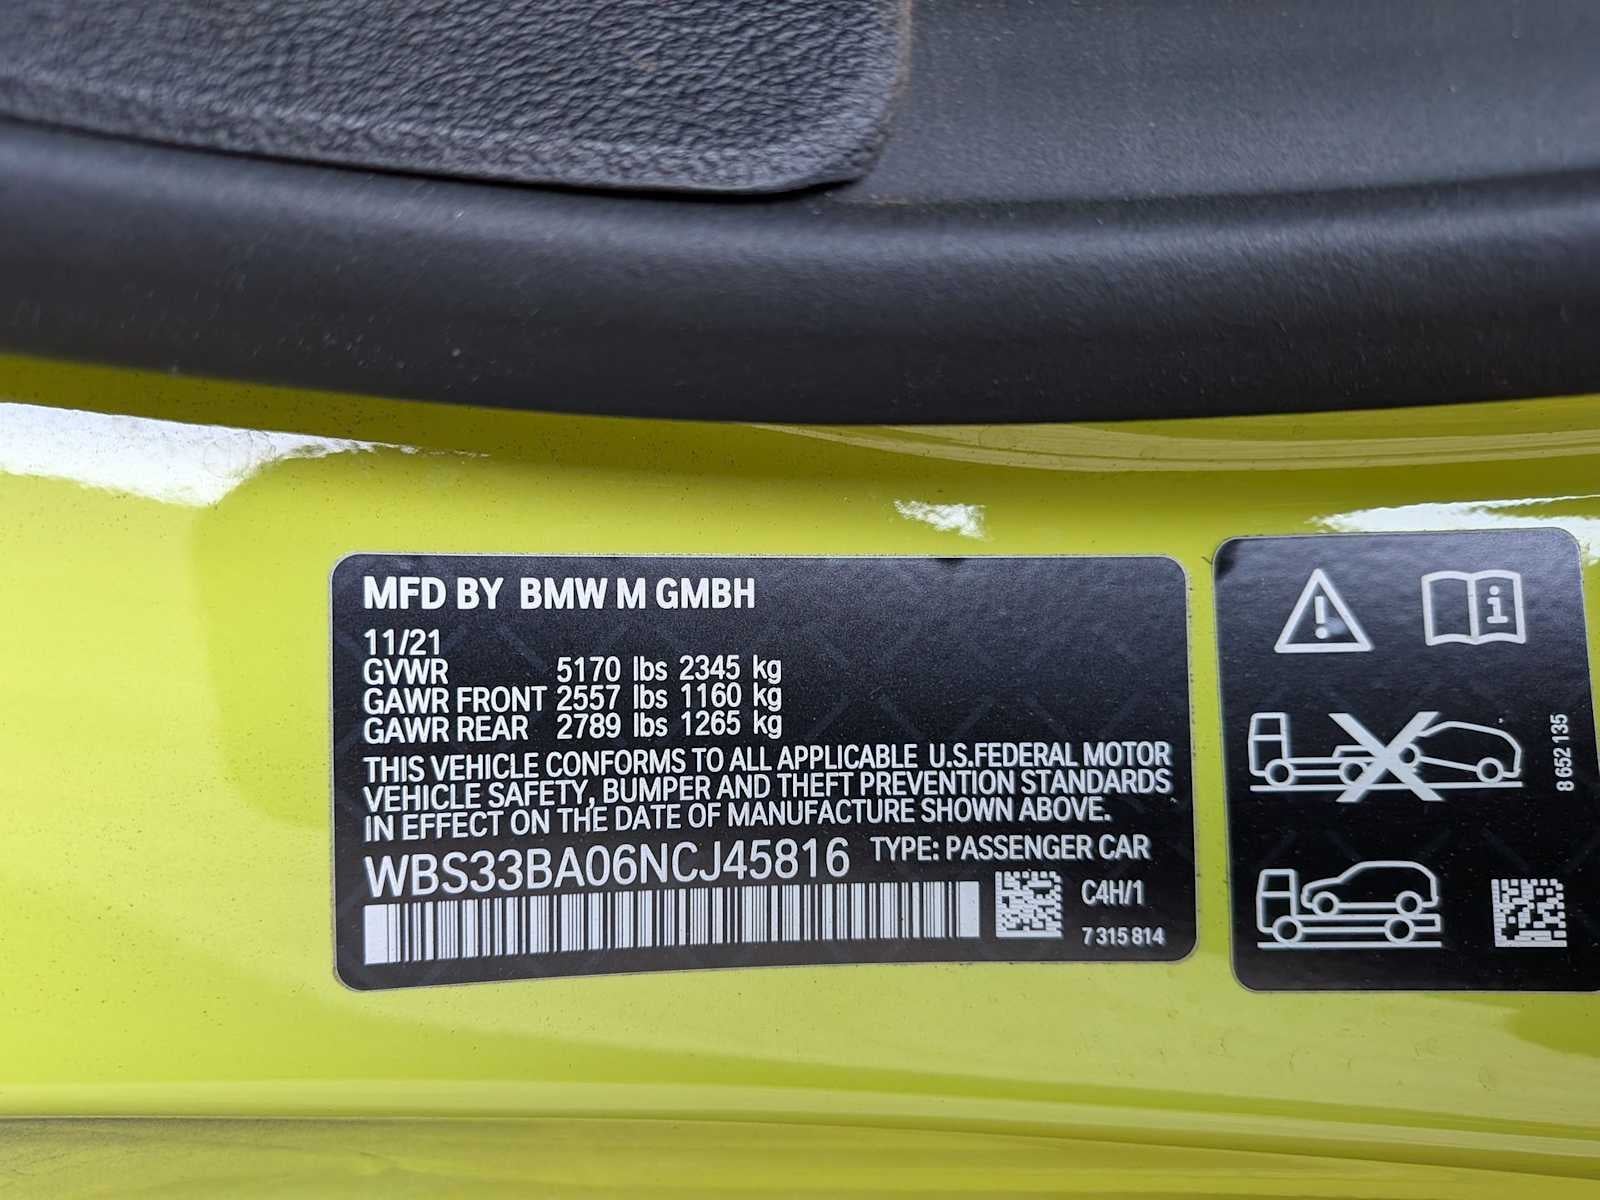 MFD BY BMW M GMBH
11/21
GVWR 5170 lbs 2345 kg
GAWR FRONT 2557 lbs 1160 kg
GAWR REAR 2789 lbs 1265 kg
THIS VEHICLE CONFORMS TO ALL APPLICABLE U.S.FEDERAL MOTOR
VEHICLE SAFETY, BUMPER AND THEFT PREVENTION STANDARDS
IN EFFECT ON THE DATE OF MANUFACTURE SHOWN ABOVE.
WBS33BA06NCJ45816 TYPE: PASSENGER CAR
C4H/1
7 315 814
8 652 135